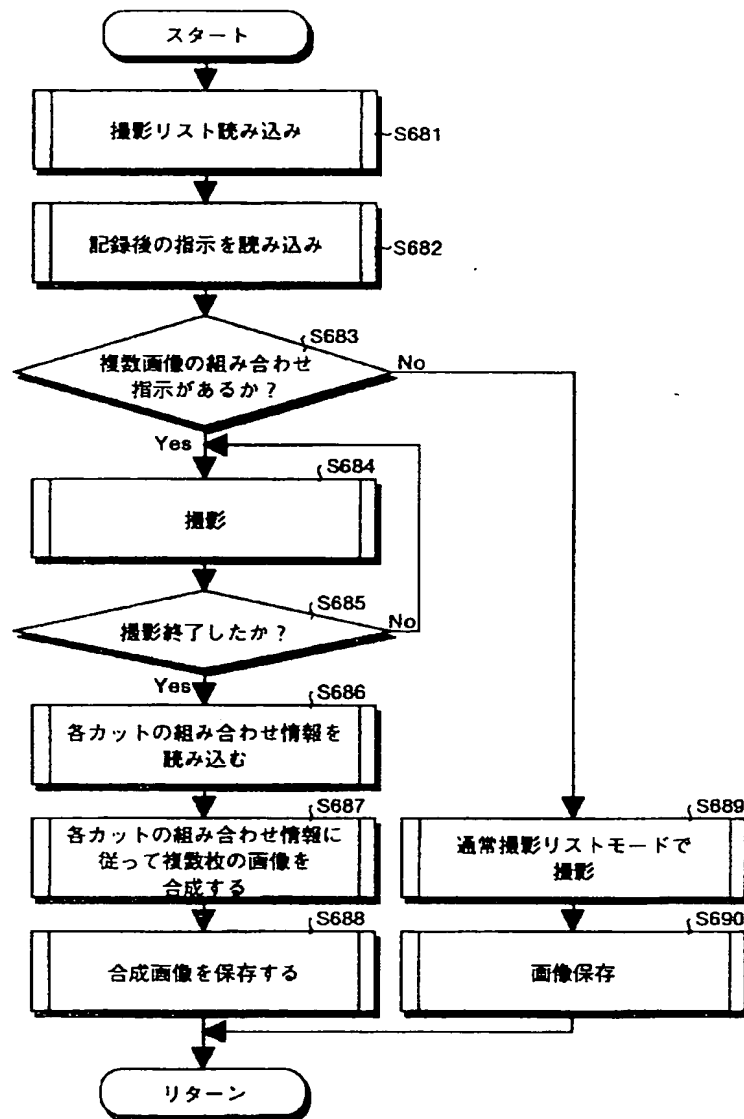 スタート
撮影リスト読み込み
S681
記録後の指示を読み込み
S682
S683
複数画像の組み合わせ
指示があるか？
No
Yes
S684
撮影
S685
撮影終了したか？
No
Yes
S686
各カットの組み合わせ情報を
読み込む
S687
各カットの組み合わせ情報に
従って複数枚の画像を
合成する
S689
通常撮影リストモードで
撮影
S688
合成画像を保存する
S690
画像保存
リターン